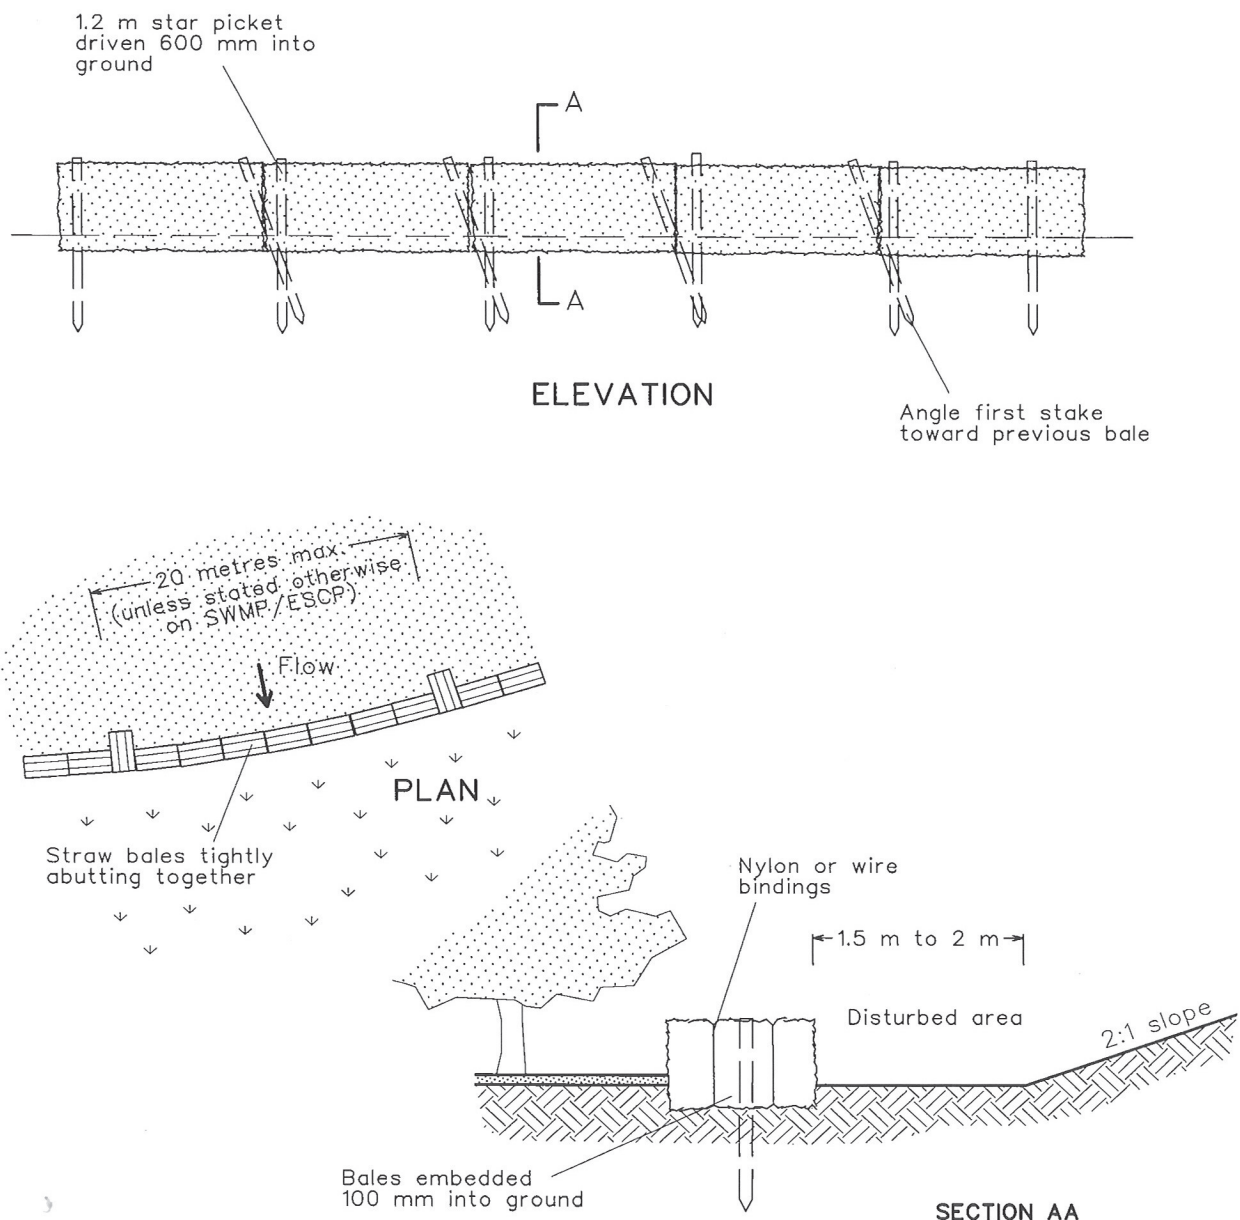 1.2 m star picket
driven 600 mm into
ground
A
A
ELEVATION
Angle first stake
toward previous bale
20 metres max.
(unless stated otherwise
on SWMP/ESCP)
Flow
PLAN
Straw bales tightly
abutting together
Nylon or wire
bindings
1.5 m to 2 m
Disturbed area
2:1 slope
Bales embedded
100 mm into ground
SECTION AA